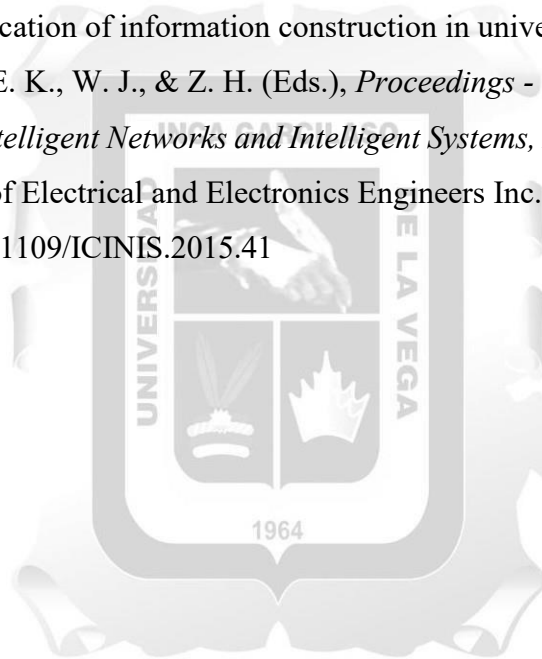 cation of information construction in unive
E. K., W. J., & Z. H. (Eds.), Proceedings -
telligent Networks and Intelligent Systems,
of Electrical and Electronics Engineers Inc.
1109/ICINIS.2015.41
INCA GARCILASO
UNIVERSIDAD
DE LA VEGA
1964